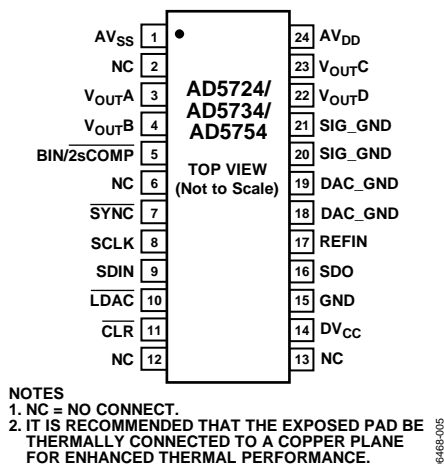 AVSS 1
NC 2
VOUTA 3
VOUTB 4
BIN/2sCOMP 5
NC 6
SYNC 7
SCLK 8
SDIN 9
LDAC 10
CLR 11
NC 12
AD5724/
AD5734/
AD5754
TOP VIEW
(Not to Scale)
24 AVDD
23 VOUTC
22 VOUTD
21 SIG_GND
20 SIG_GND
19 DAC_GND
18 DAC_GND
17 REFIN
16 SDO
15 GND
14 DVCC
13 NC
NOTES
1. NC = NO CONNECT.
2. IT IS RECOMMENDED THAT THE EXPOSED PAD BE
THERMALLY CONNECTED TO A COPPER PLANE
FOR ENHANCED THERMAL PERFORMANCE.
6468-005